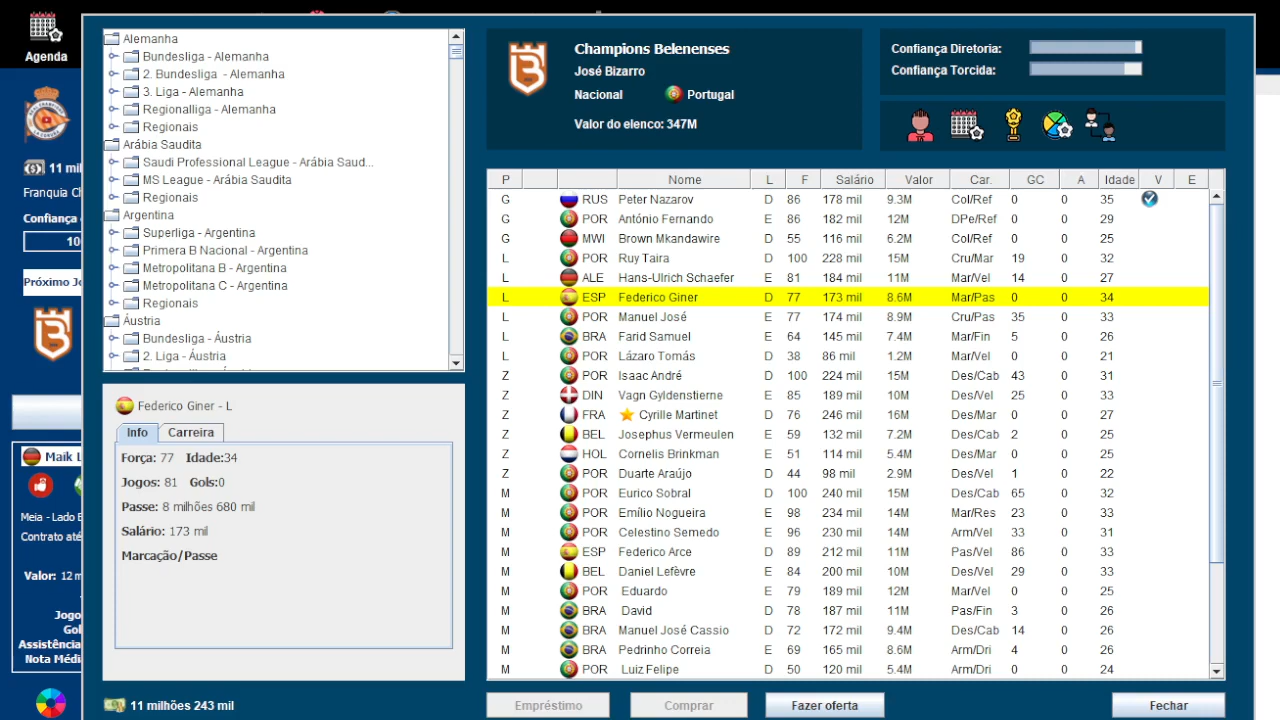 Agenda
11 mil
Franquia Ch
Confiança
10
Próximo Jo
Maik L
Meia - Lado
Contrato até
Valor: 12 m
Jogo
Gol
Assistência
Nota Médi
Alemanha
Bundesliga - Alemanha
2. Bundesliga - Alemanha
3. Liga - Alemanha
Regionalliga - Alemanha
Regionais
Arábia Saudita
Saudi Professional League - Arábia Saud...
MS League - Arábia Saudita
Regionais
Argentina
Superliga - Argentina
Primera B Nacional - Argentina
Metropolitana B - Argentina
Metropolitana C - Argentina
Regionais
Áustria
Bundesliga - Áustria
2. Liga - Áustria
Federico Giner - L
Info Carreira
Força: 77 Idade:34
Jogos: 81 Gols:0
Passe: 8 milhões 680 mil
Salário: 173 mil
Marcação/Passe
11 milhões 243 mil
Champions Belenenses
José Bizarro
Nacional Portugal
Valor do elenco: 347M
Confiança Diretoria:
Confiança Torcida:
P Nome L F Salário Valor Car. GC A Idade V E
G RUS Peter Nazarov D 86 178 mil 9.3M Col/Ref 0 0 35
G POR António Fernando E 86 182 mil 12M DPe/Ref 0 0 29
G MWI Brown Mkandawire D 55 116 mil 6.2M Col/Ref 0 0 25
L POR Ruy Taira D 100 228 mil 15M Cru/Mar 19 0 32
L ALE Hans-Ulrich Schaefer E 81 184 mil 11M Mar/Vel 14 0 27
L ESP Federico Giner D 77 173 mil 8.6M Mar/Pas 0 0 34
L POR Manuel José E 77 174 mil 8.9M Cru/Pas 35 0 33
L BRA Farid Samuel E 64 145 mil 7.4M Mar/Fin 5 0 26
L POR Lázaro Tomás D 38 86 mil 1.2M Mar/Vel 0 0 21
Z POR Isaac André D 100 224 mil 15M Des/Cab 43 0 31
Z DIN Vagn Gyldenstierne E 85 189 mil 10M Des/Vel 25 0 33
Z FRA Cyrille Martinet D 76 246 mil 16M Des/Mar 0 0 27
Z BEL Josephus Vermeulen E 59 132 mil 7.2M Des/Cab 2 0 25
Z HOL Cornelis Brinkman E 51 114 mil 5.4M Des/Mar 0 0 25
Z POR Duarte Araújo D 44 98 mil 2.9M Des/Vel 1 0 22
M POR Eurico Sobral D 100 240 mil 15M Des/Cab 65 0 32
M POR Emílio Nogueira E 98 234 mil 14M Mar/Res 23 0 33
M POR Celestino Semedo E 96 230 mil 14M Arm/Vel 33 0 31
M ESP Federico Arce D 89 212 mil 11M Pas/Vel 86 0 33
M BEL Daniel Lefèvre E 84 200 mil 10M Des/Vel 29 0 33
M POR Eduardo E 79 189 mil 12M Mar/Vel 0 0 25
M BRA David D 78 187 mil 11M Pas/Fin 3 0 26
M BRA Manuel José Cassio D 72 172 mil 9.4M Des/Cab 14 0 26
M BRA Pedrinho Correia E 69 165 mil 8.6M Arm/Dri 4 0 26
M POR Luiz Felipe D 50 120 mil 5.4M Arm/Dri 0 0 24
Empréstimo Comprar Fazer oferta Fechar